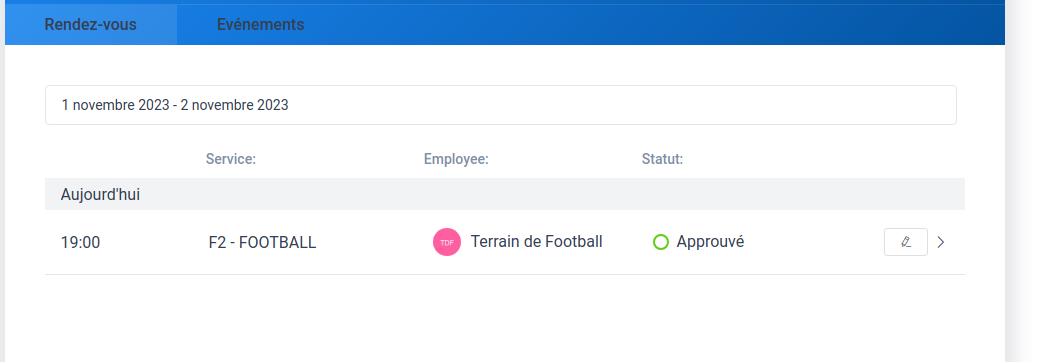 Rendez-vous Evénements
1 novembre 2023 - 2 novembre 2023
Service: Employee: Statut:
Aujourd'hui
19:00 F2 - FOOTBALL TDF Terrain de Football Approuvé